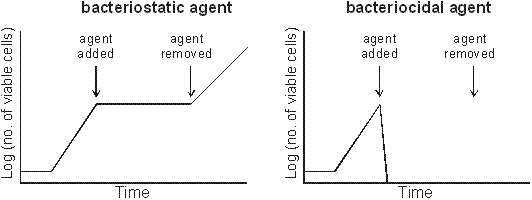 bacteriostatic agent
agent
added
agent
removed
Log (no. of viable cells)
Time
bacteriocidal agent
agent
added
agent
removed
Log (no. of viable cells)
Time